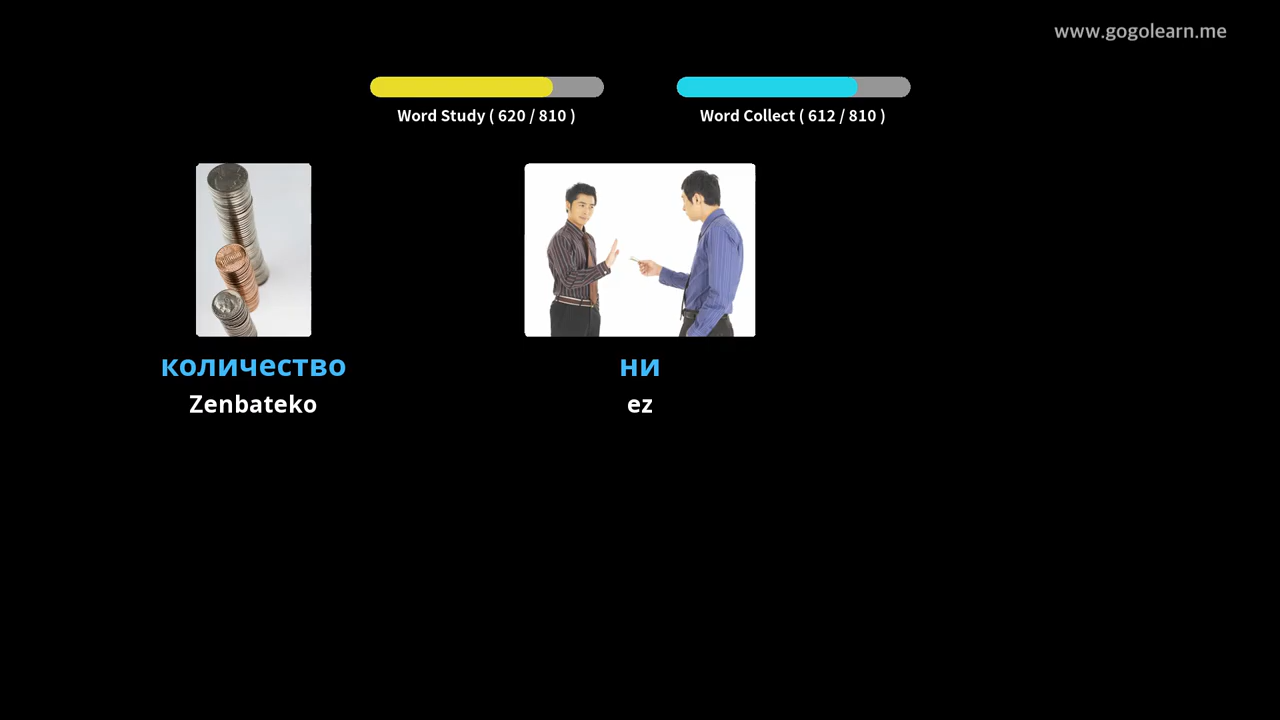 www.gogolearn.me
Word Study ( 620 / 810 )
Word Collect ( 612 / 810 )
количество
Zenbateko
ни
ez